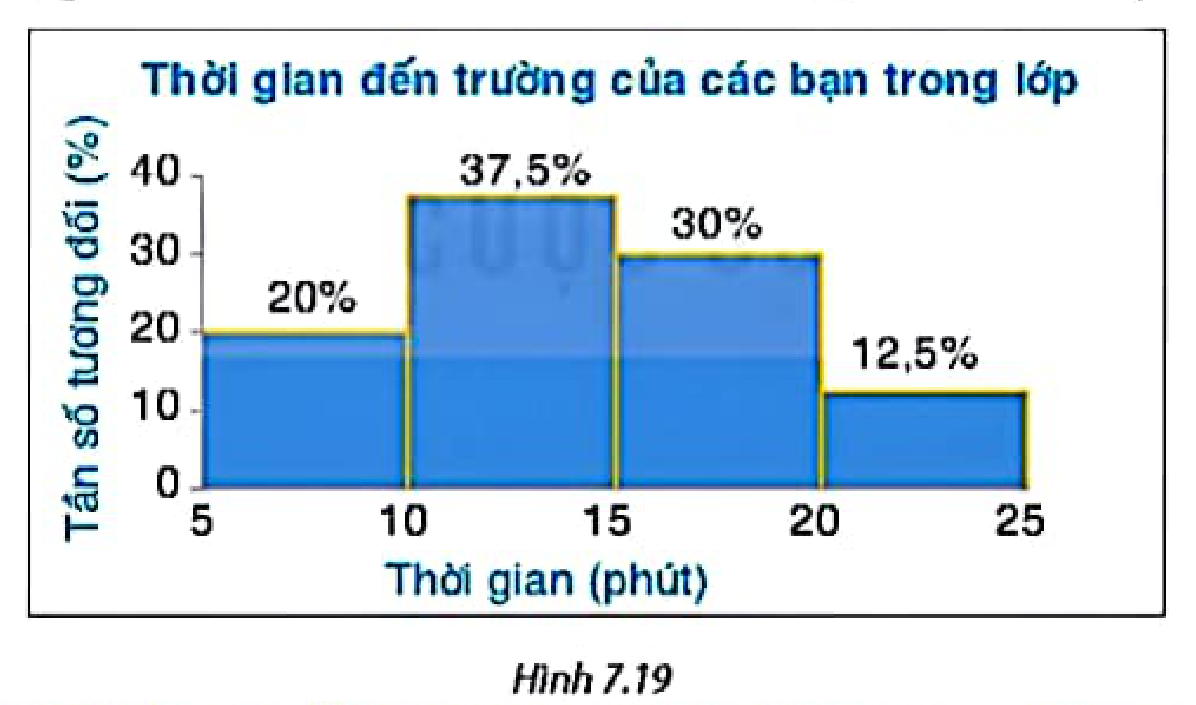 Thời gian đến trường của các bạn trong lớp
Tần số tương đối (%)
40
30
20
10
0
37,5%
30%
20%
12,5%
5 10 15 20 25
Thời gian (phút)
Hình 7.19